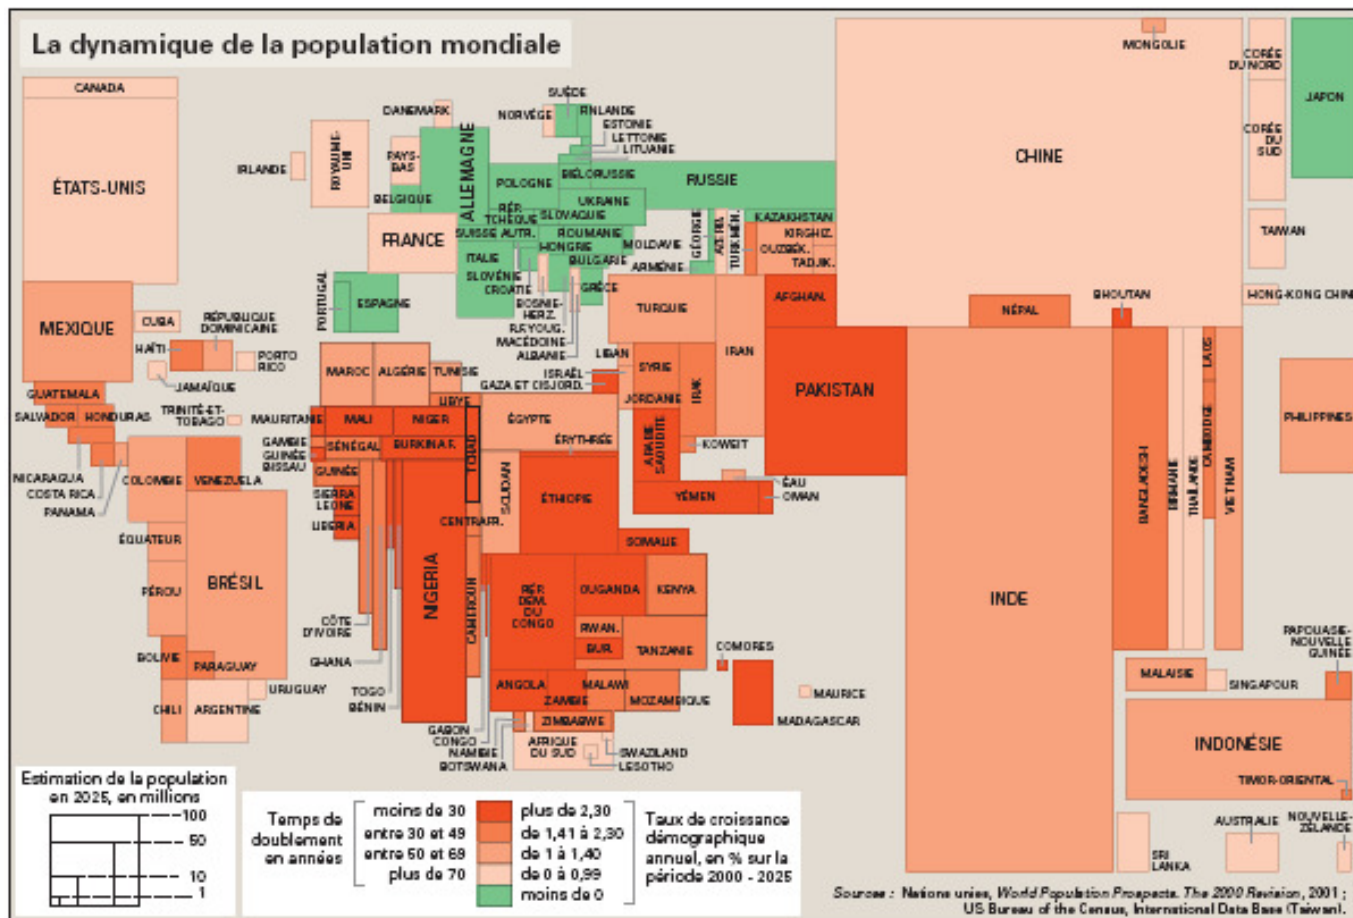 La dynamique de la population mondiale
CANADA
ÉTATS-UNIS
MEXIQUE
CUBA
RÉPUBLIQUE
DOMINICAINE
HAÏTI
PORTO
RICO
JAMAÏQUE
GUATEMALA
SALVADOR
HONDURAS
TRINITÉ-ET-
TOBAGO
NICARAGUA
COSTA RICA
PANAMA
COLOMBIE
VENEZUELA
ÉQUATEUR
PÉROU
BRÉSIL
BOLIVIE
PARAGUAY
CHILI
ARGENTINE
URUGUAY
IRLANDE
ROYAUME-
UNI
DANEMARK
PAYS-
BAS
BELGIQUE
ALLEMAGNE
FRANCE
PORTUGAL
ESPAGNE
NORVÈGE
SUÈDE
FINLANDE
ESTONIE
LETTONIE
LITUANIE
POLOGNE
BIÉLORUSSIE
RUSSIE
UKRAINE
RÉP.
TCHÈQUE
SLOVAQUIE
SUISSE
AUTR.
ROUMANIE
MOLDAVIE
HONGRIE
ITALIE
BULGARIE
SLOVÉNIE
CROATIE
GRÈCE
BOSNIE-
HERZ.
R.F.YOUG.
MACÉDOINE
ALBANIE
GÉORGIE
ARMÉNIE
TURKMÉN.
KAZAKHSTAN
KIRGHIZ.
OUZBÉK.
TADJIK.
TURQUIE
AFGHAN.
IRAN
LIBAN
SYRIE
ISRAËL
GAZA ET CISJORD.
JORDANIE
IRAK
PAKISTAN
KOWEIT
ARABIE
SAOUDITE
ÉAU
OMAN
YÉMEN
MAROC
ALGÉRIE
TUNISIE
LIBYE
ÉGYPTE
MAURITANIE
MALI
NIGER
TCHAD
GAMBIE
SÉNÉGAL
BURKINA F.
GUINÉE
BISSAU
GUINÉE
SIERRA
LEONE
LIBERIA
CÔTE
D'IVOIRE
GHANA
TOGO
BÉNIN
NIGERIA
CENTRAFR.
CAMEROUN
SOUDAN
ÉRYTHRÉE
ÉTHIOPIE
SOMALIE
RÉP.
DÉM.
DU
CONGO
OUGANDA
KENYA
RWAN.
BUR.
TANZANIE
ANGOLA
MALAWI
ZAMBIE
MOZAMBIQUE
GABON
CONGO
NAMIBIE
BOTSWANA
ZIMBABWE
AFRIQUE
DU SUD
SWAZILAND
LESOTHO
COMORES
MADAGASCAR
MAURICE
MONGOLIE
CHINE
CORÉE
DU NORD
CORÉE
DU
SUD
JAPON
TAIWAN
HONG-KONG CHINE
BHOUTAN
NÉPAL
INDE
BANGLADESH
BIRMANIE
THAÏLANDE
LAOS
CAMBODGE
VIETNAM
PHILIPPINES
PAPOUASIE-
NOUVELLE
GUINÉE
MALAISIE
SINGAPOUR
INDONÉSIE
TIMOR-ORIENTAL
SRI
LANKA
AUSTRALIE
NOUVELLE-
ZÉLANDE
Estimation de la population
en 2025, en millions
100
50
10
1
Temps de
doublement
en années
moins de 30
entre 30 et 49
entre 50 et 69
plus de 70
plus de 2,30
de 1,41 à 2,30
de 1 à 1,40
de 0 à 0,99
moins de 0
Taux de croissance
démographique
annuel, en % sur la
période 2000 - 2025
Sources : Nations unies, World Population Prospects. The 2000 Revision, 2001 ;
US Bureau of the Census, International Data Base (Taiwan).